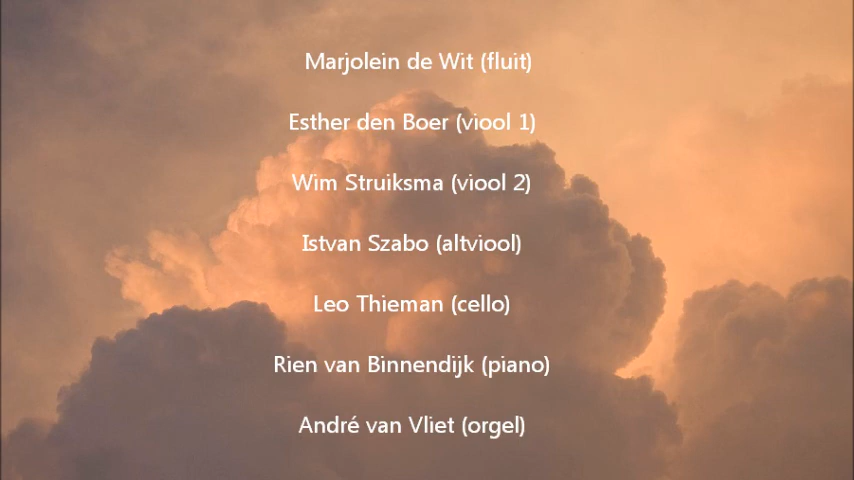 Marjolein de Wit (fluit)
Esther den Boer (viool 1)
Wim Struiksma (viool 2)
Istvan Szabo (altviool)
Leo Thieman (cello)
Rien van Binnendijk (piano)
André van Vliet (orgel)